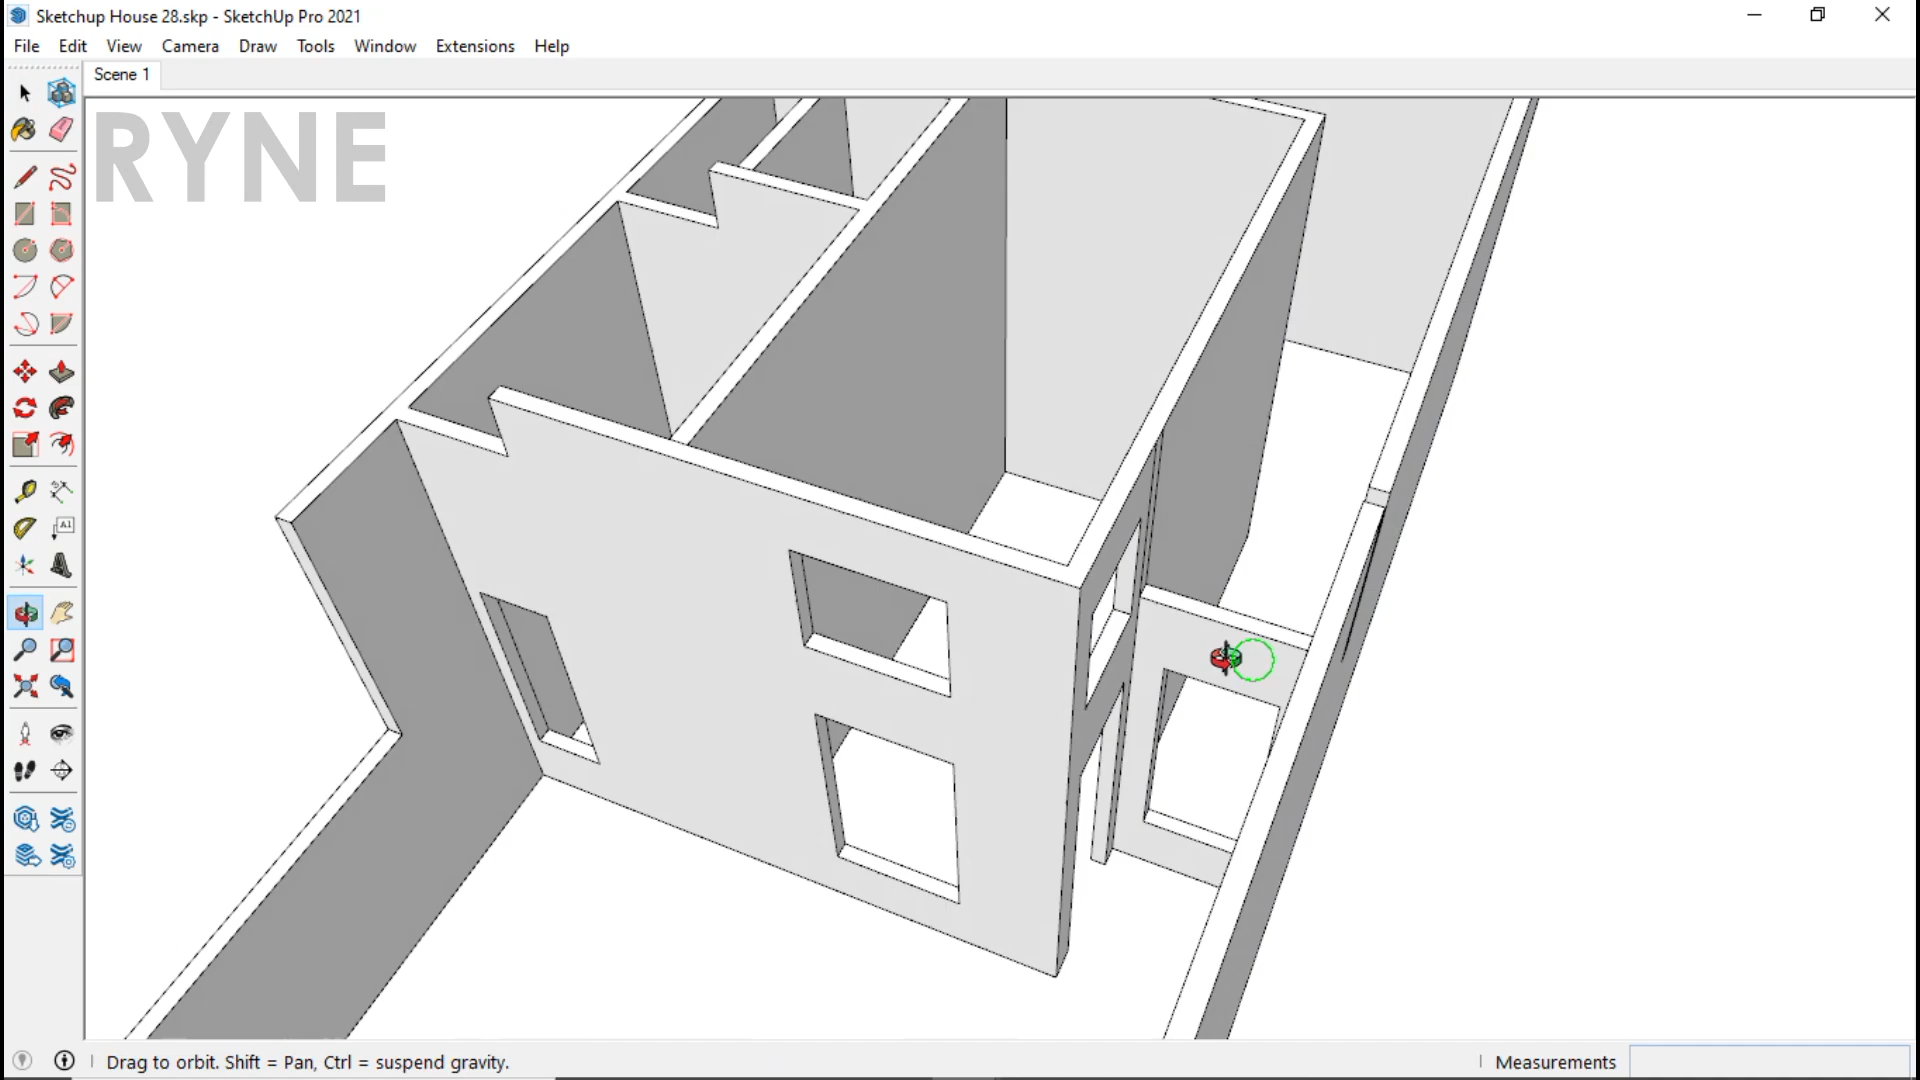 Sketchup House 28.skp - SketchUp Pro 2021
File Edit View Camera Draw Tools Window Extensions Help
Scene 1
RYNE
A1
Drag to orbit. Shift = Pan, Ctrl = suspend gravity.
Measurements